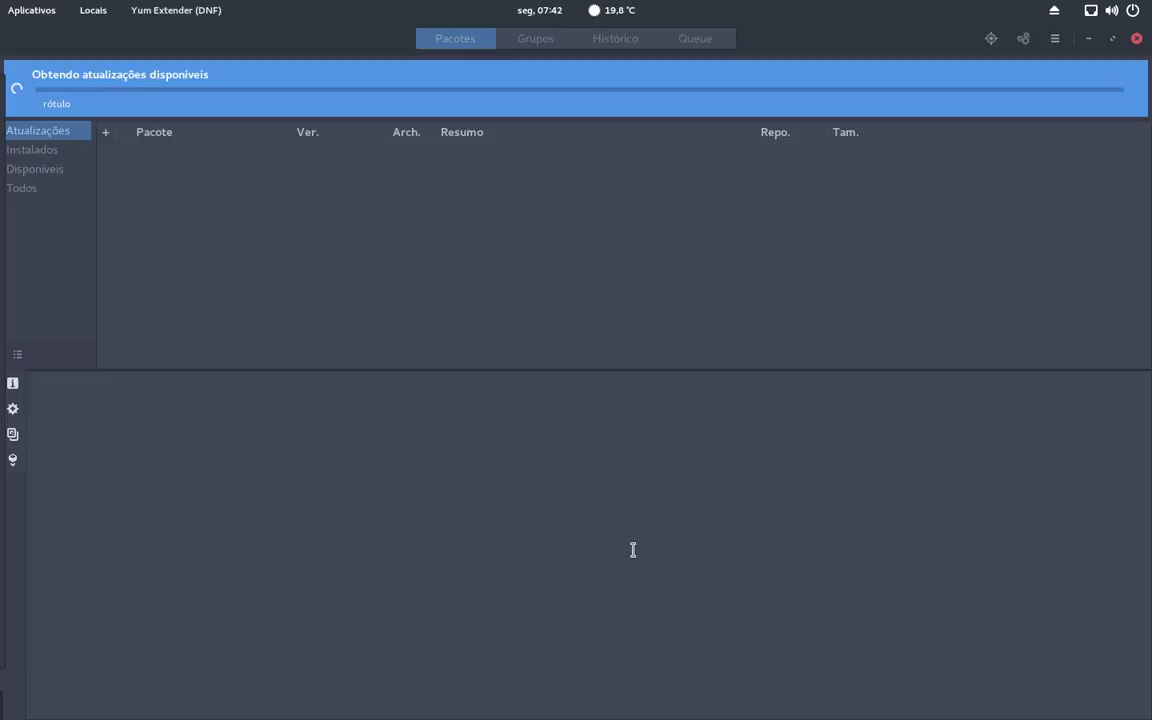 Aplicativos Locais Yum Extender (DNF) seg, 07:42 19,8 °C
Pacotes Grupos Histórico Queue
Obtendo atualizações disponíveis
rótulo
Atualizações
Instalados
Disponíveis
Todos
+ Pacote Ver. Arch. Resumo Repo. Tam.